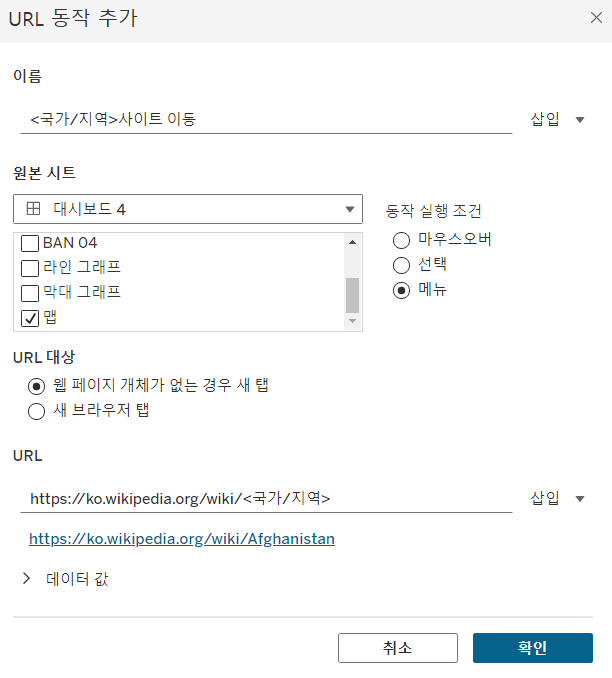 URL 동작 추가
이름
<국가/지역>사이트 이동
삽입
원본 시트
대시보드 4
동작 실행 조건
BAN 04
마우스오버
라인 그래프
선택
막대 그래프
메뉴
맵
URL 대상
웹 페이지 개체가 없는 경우 새 탭
새 브라우저 탭
URL
https://ko.wikipedia.org/wiki/<국가/지역>
삽입
https://ko.wikipedia.org/wiki/Afghanistan
데이터 값
취소
확인